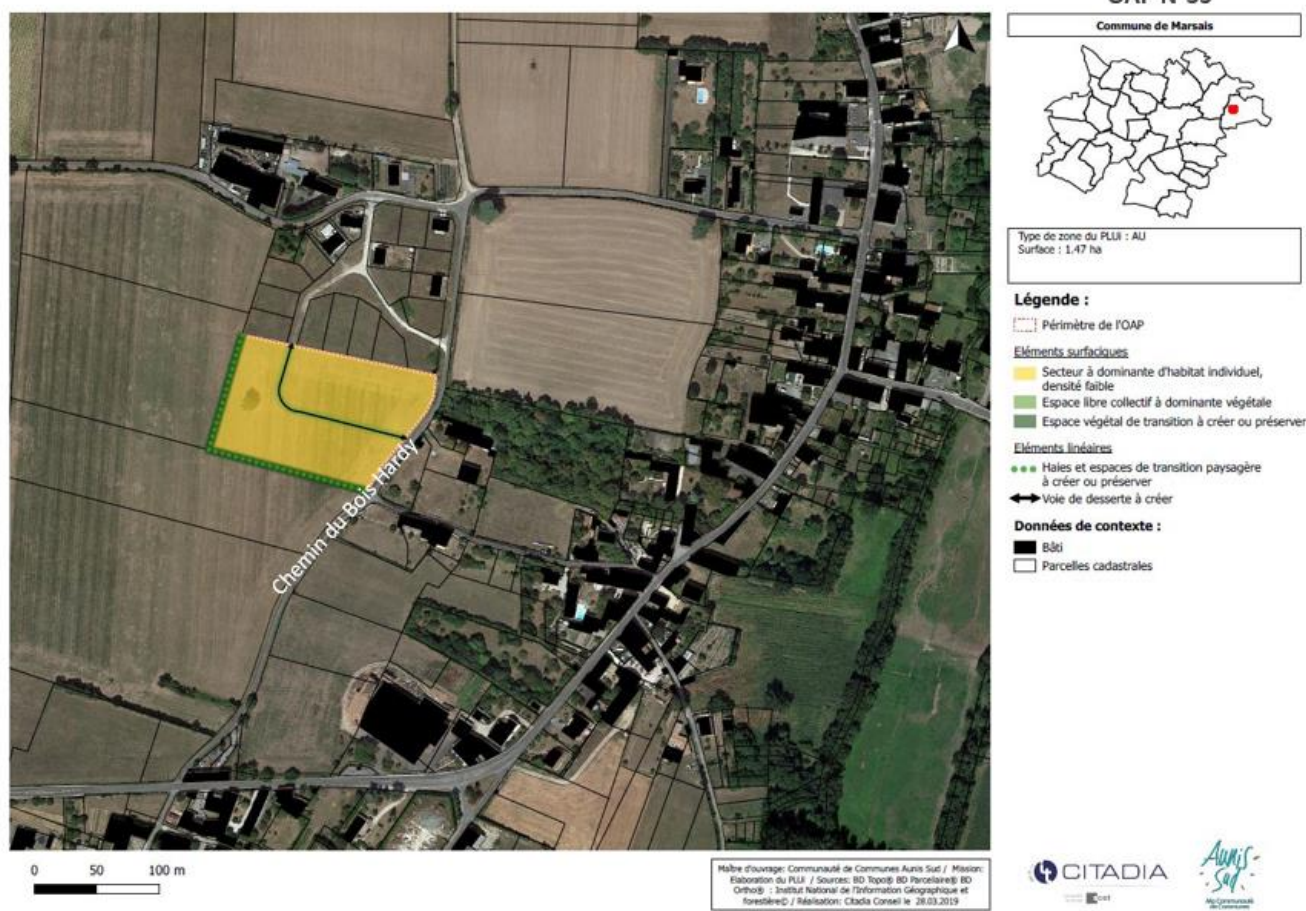 Commune de Marsais
Type de zone du PLUi : AU
Surface : 1.47 ha
Légende :
Périmètre de l'OAP
Eléments surfaciques
Secteur à dominante d'habitat individuel,
densité faible
Espace libre collectif à dominante végétale
Espace végétal de transition à créer ou préserver
Eléments linéaires
Haies et espaces de transition paysagère
à créer ou préserver
Voie de desserte à créer
Données de contexte :
Bâti
Parcelles cadastrales
Chemin du Bois Hardy
0 50 100 m
Maître d'ouvrage: Communauté de Communes Aunis Sud / Mission:
Elaboration du PLUi / Sources: BD Topo® BD Parcellaire® BD
Ortho® : Institut National de l'Information Géographique et
forestière© / Réalisation: Citadia Conseil le 28.03.2019
CITADIA
Aunis
Sud
Ma Communauté
de Communes